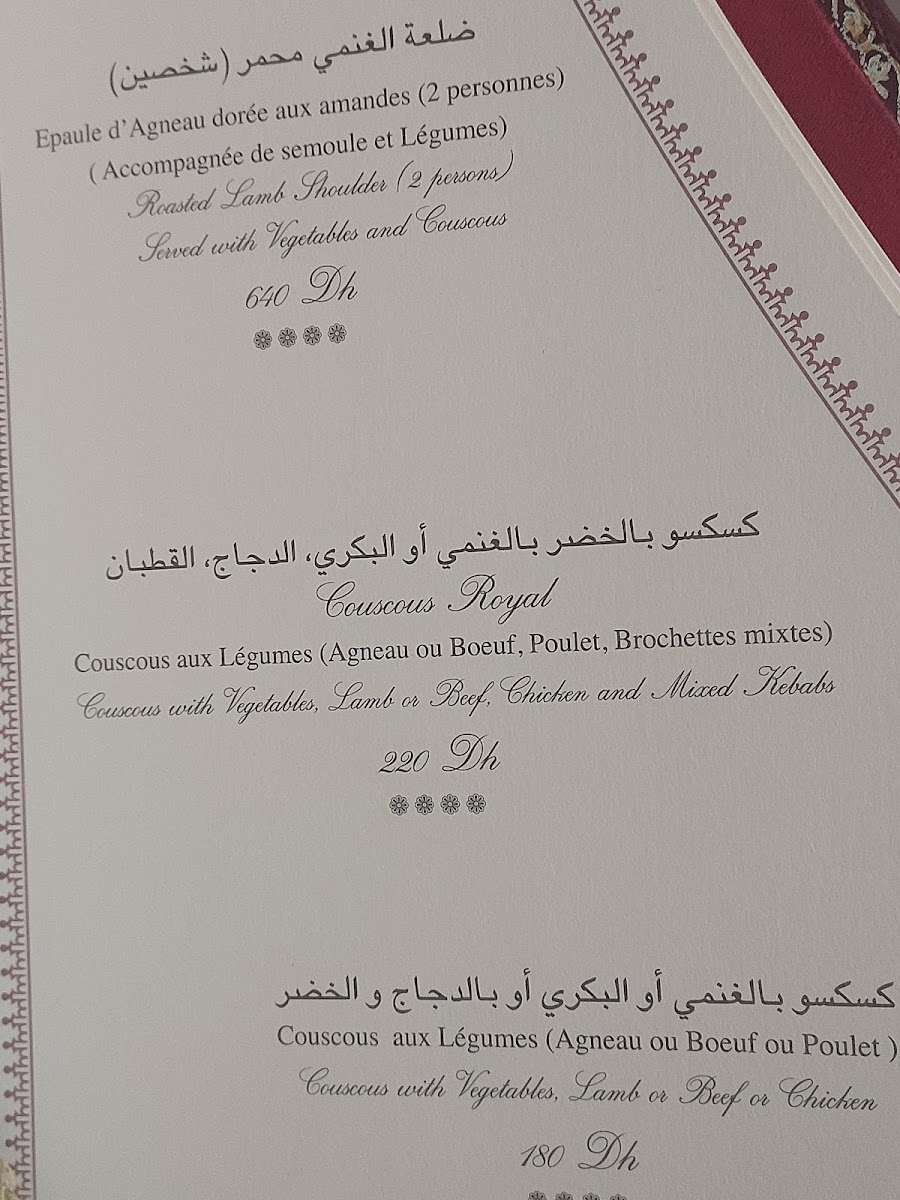 ضلعة الغنمي محمر (شخصين)
Epaule d'Agneau dorée aux amandes (2 personnes)
( Accompagnée de semoule et Légumes)
Roasted Lamb Shoulder (2 persons)
Served with Vegetables and Couscous
640 Dh
كسكسو بالخضر بالغنمي أو البكري، الدجاج، القطبان
Couscous Royal
Couscous aux Légumes (Agneau ou Boeuf, Poulet, Brochettes mixtes)
Couscous with Vegetables, Lamb or Beef, Chicken and Mixed Kebabs
220 Dh
كسكسو بالغنمي أو البكري أو بالدجاج و الخضر
Couscous aux Légumes (Agneau ou Boeuf ou Poulet )
Couscous with Vegetables, Lamb or Beef or Chicken
180 Dh